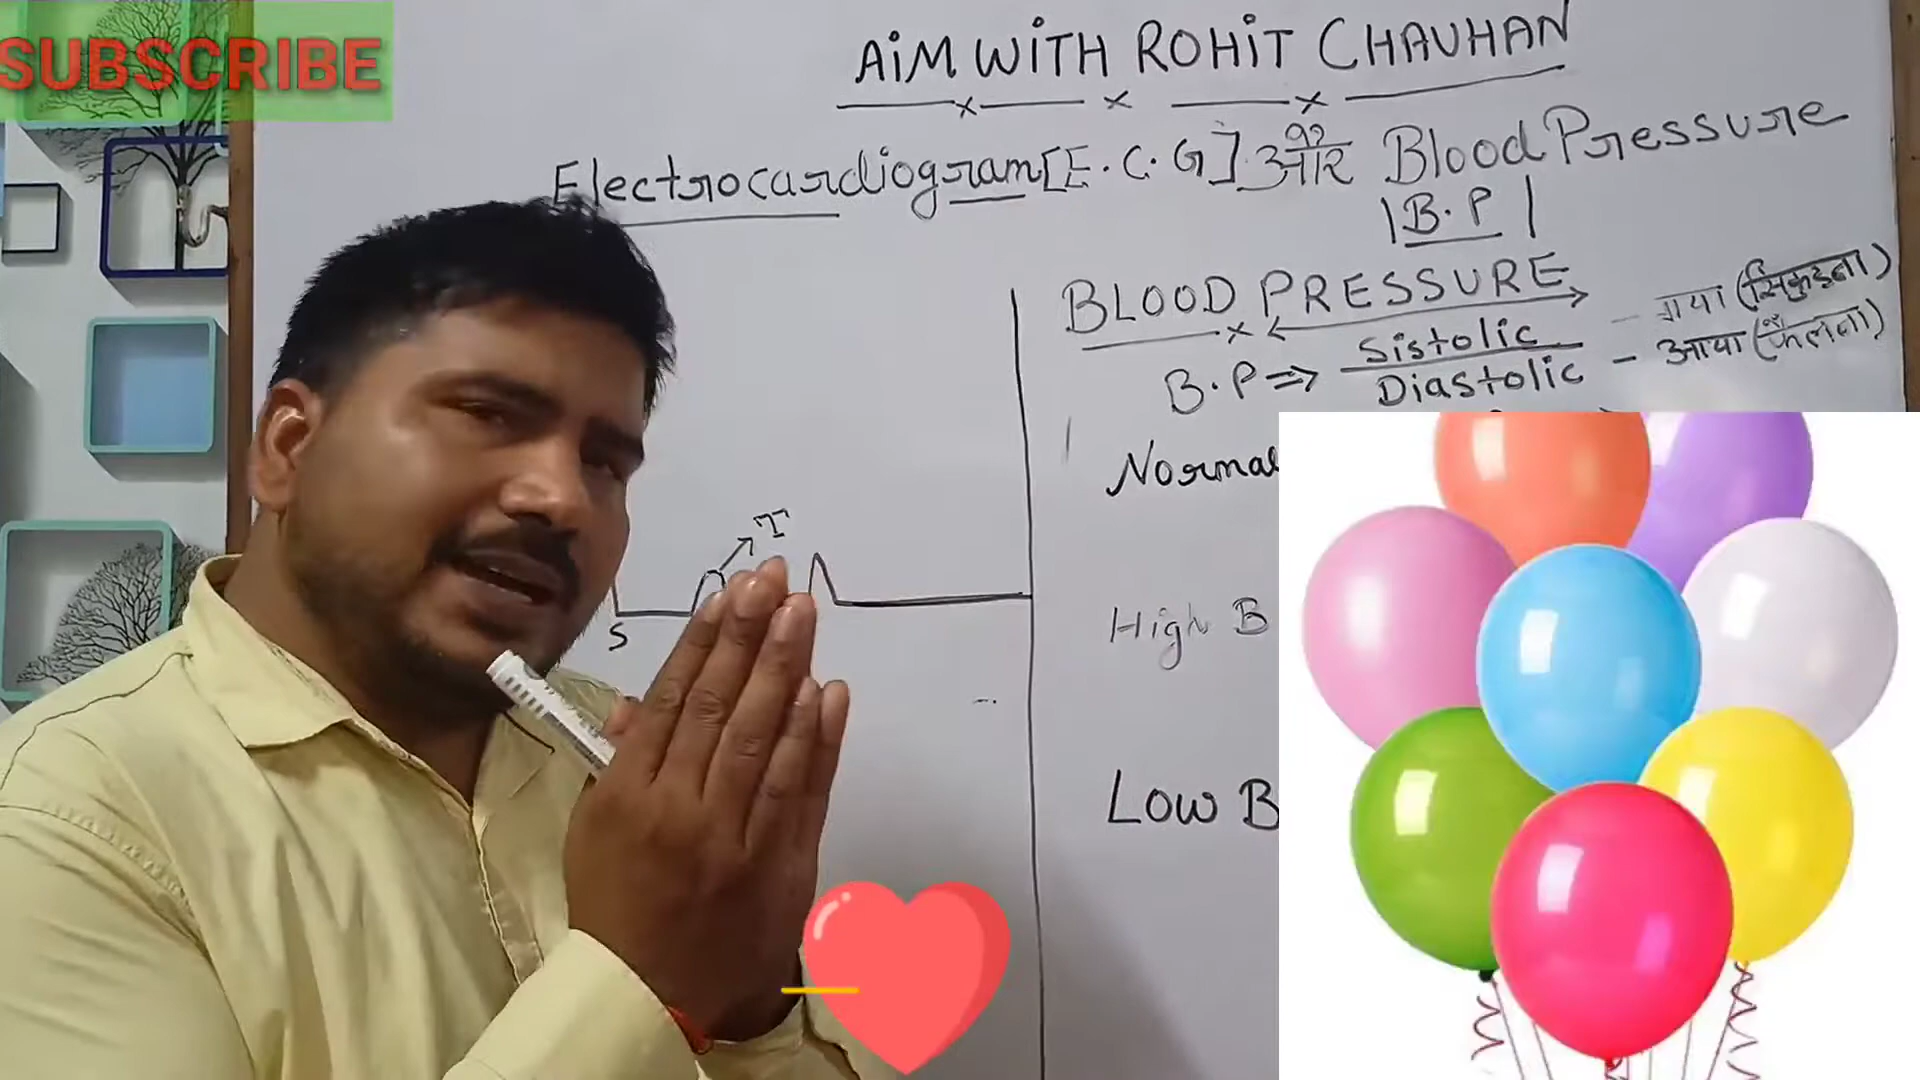 SUBSCRIBE
AiM WiTH ROHiT CHAUHAN
Electrocardiogram [E.C.G] और Blood Pressure
B.P
BLOOD PRESSURE
B.P => Sistolic - गया (सिकुड़ना)
Diastolic - आया (फैलना)
Normal
T
S
High B
Low B